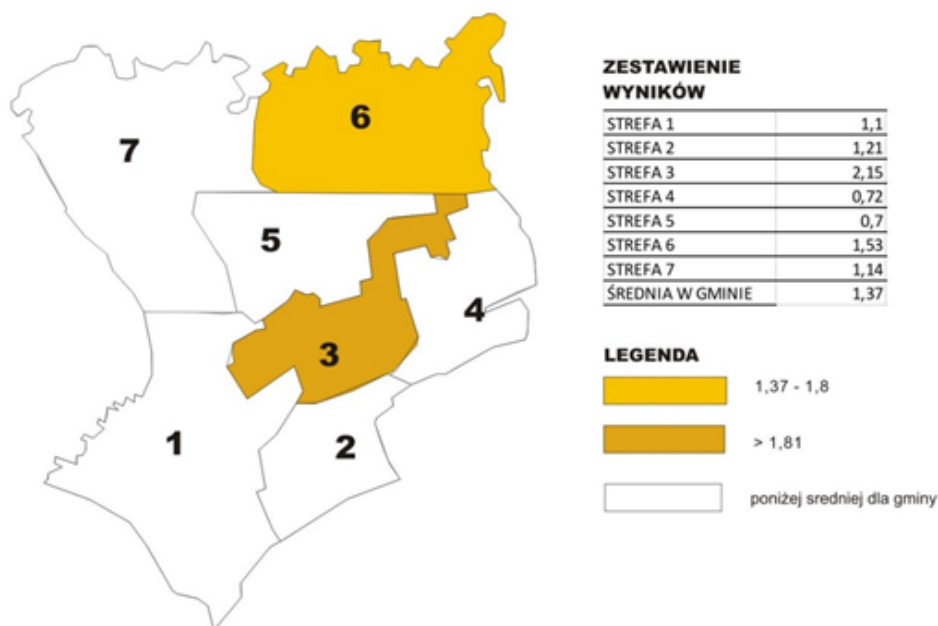 6
7
5
4
3
1
2
ZESTAWIENIE
WYNIKÓW
STREFA 1 1,1
STREFA 2 1,21
STREFA 3 2,15
STREFA 4 0,72
STREFA 5 0,7
STREFA 6 1,53
STREFA 7 1,14
ŚREDNIA W GMINIE 1,37
LEGENDA
1,37 - 1,8
> 1,81
poniżej sredniej dla gminy